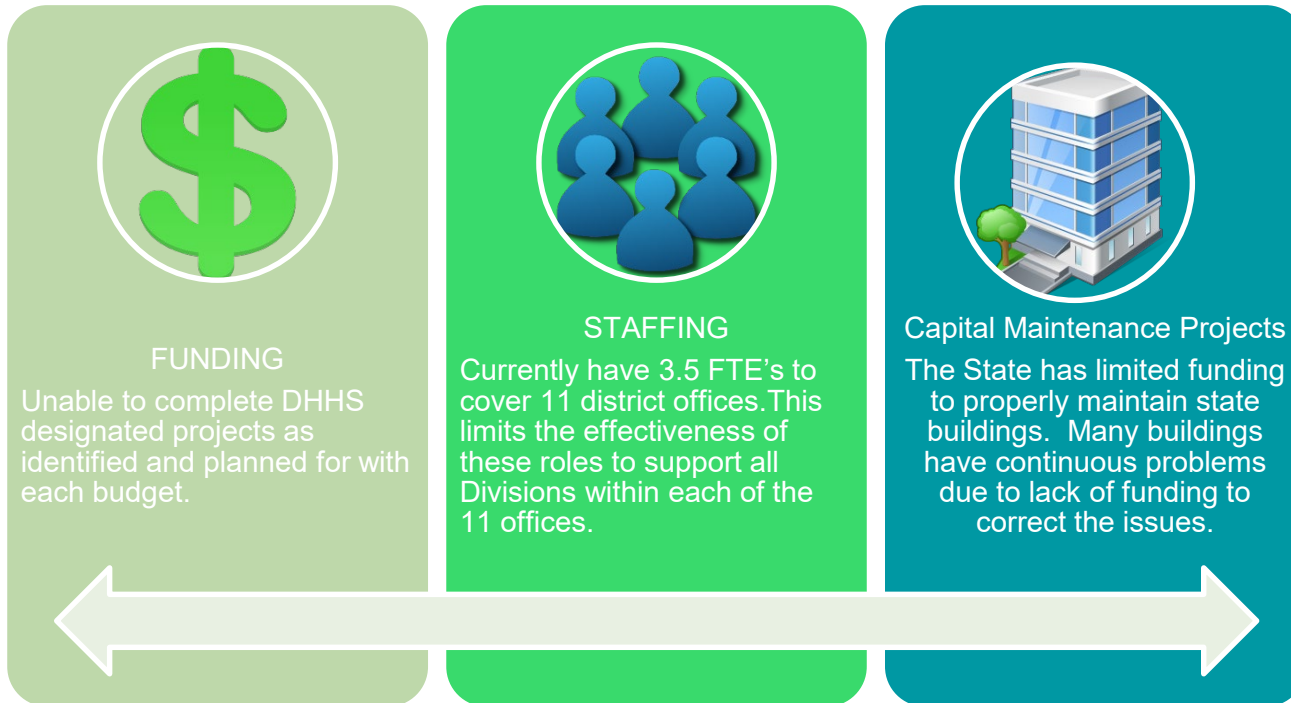 FUNDING
Unable to complete DHHS
designated projects as
identified and planned for with
each budget.
STAFFING
Currently have 3.5 FTE's to
cover 11 district offices.This
limits the effectiveness of
these roles to support all
Divisions within each of the
11 offices.
Capital Maintenance Projects
The State has limited funding
to properly maintain state
buildings.  Many buildings
have continuous problems
due to lack of funding to
correct the issues.